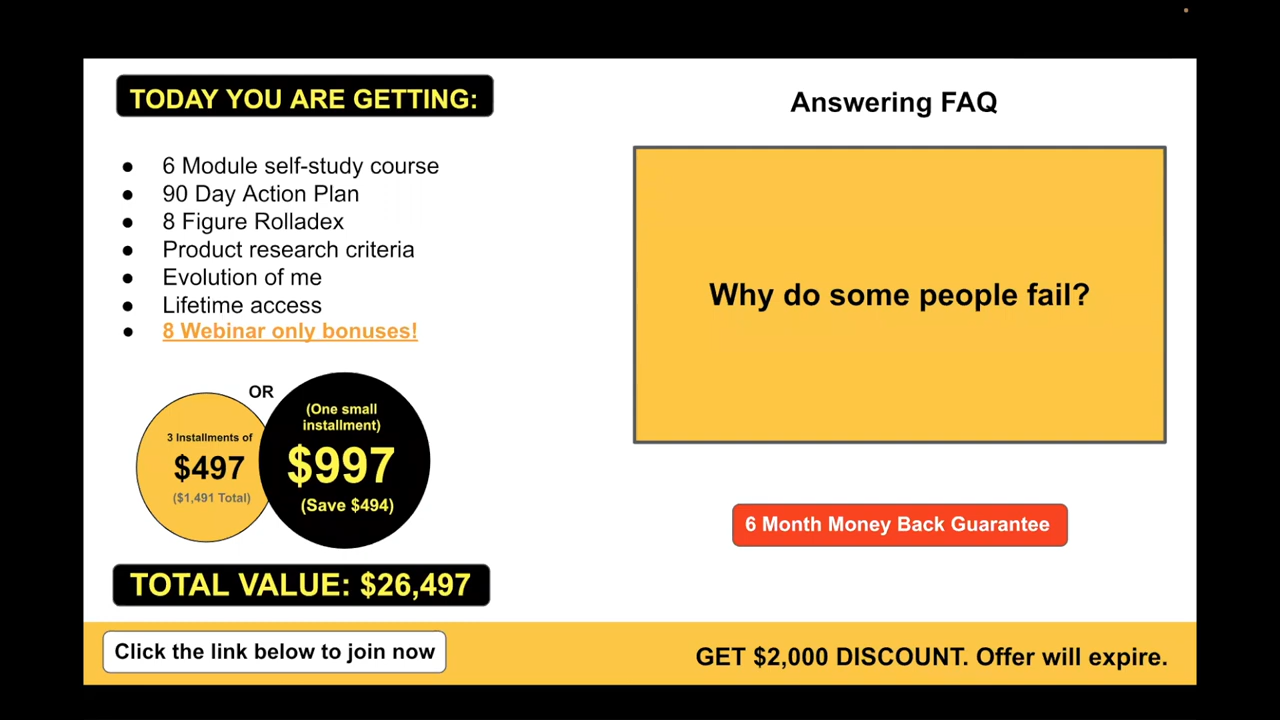 TODAY YOU ARE GETTING:
● 6 Module self-study course
● 90 Day Action Plan
● 8 Figure Rolladex
● Product research criteria
● Evolution of me
● Lifetime access
● 8 Webinar only bonuses!
OR
3 Installments of
$497
($1,491 Total)
(One small
installment)
$997
(Save $494)
TOTAL VALUE: $26,497
Click the link below to join now
Answering FAQ
Why do some people fail?
6 Month Money Back Guarantee
GET $2,000 DISCOUNT. Offer will expire.